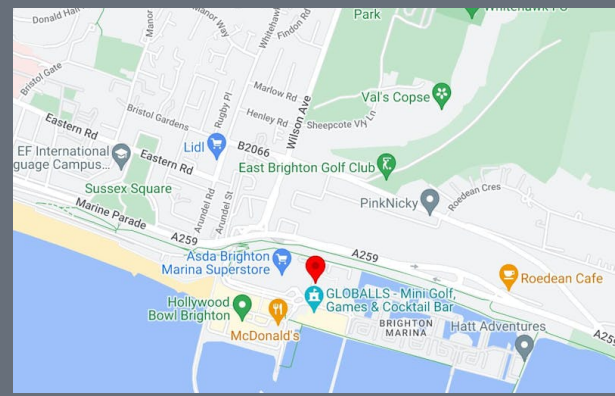 Donald Hall
Manor
Manor Way
Whitehawk
Findon Rd
Park
Whitehawk FC
Bristol Gate
Marlow Rd
Val's Copse
Bristol Gardens
Rugby Pl
Henley Rd
Wilson Ave
Sheepcote Vly Ln
Eastern Rd
Lidl
B2066
EF International
guage Campus...
Eastern Rd
East Brighton Golf Club
Sussex Square
Arundel Rd
Arundel St
PinkNicky
Roedean Cres
Marine Parade
A259
A259
Asda Brighton
Marina Superstore
Roedean Cafe
GLOBALLS - Mini Golf,
Games & Cocktail Bar
Hollywood
Bowl Brighton
McDonald's
BRIGHTON
MARINA
Hatt Adventures
A259